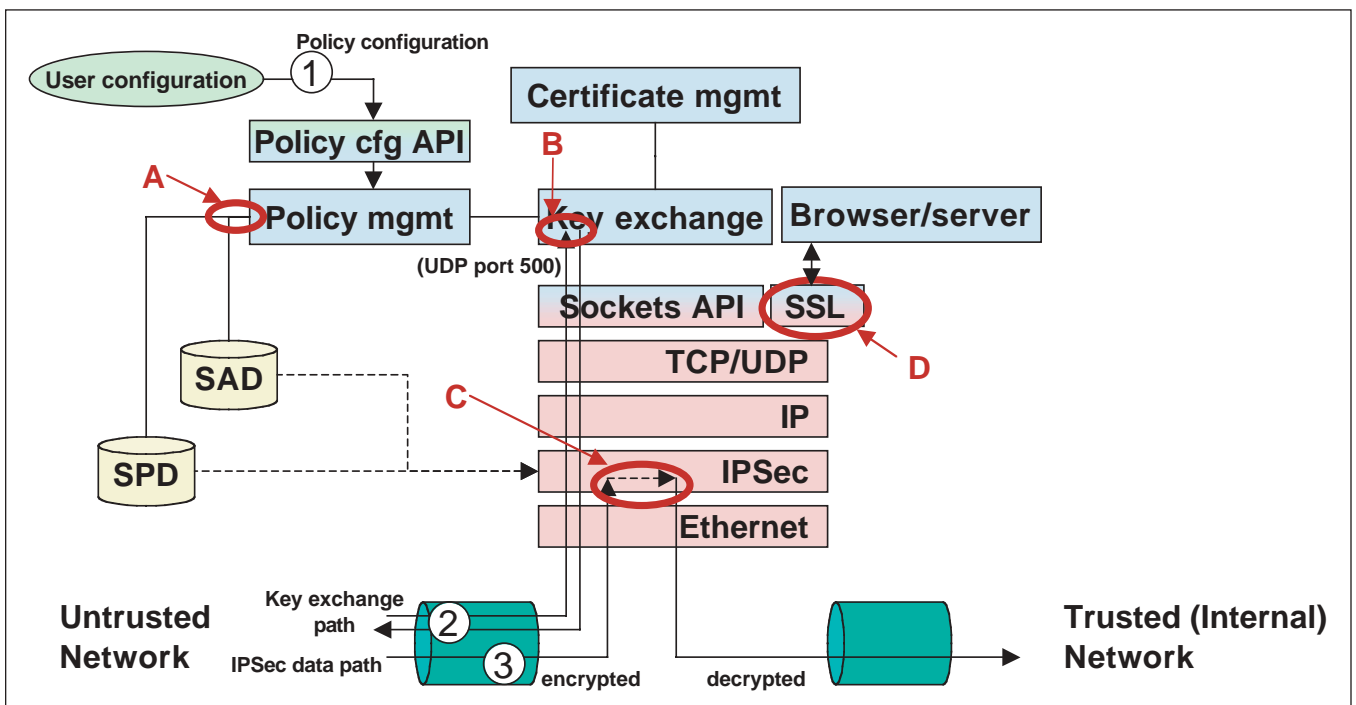 Policy configuration
User configuration
1
Certificate mgmt
Policy cfg API
B
A
Policy mgmt
Key exchange
Browser/server
(UDP port 500)
Sockets API
SSL
TCP/UDP
D
SAD
C
IP
SPD
IPSec
Ethernet
Untrusted
Network
Key exchange
path
2
IPSec data path
3
encrypted
decrypted
Trusted (Internal)
Network